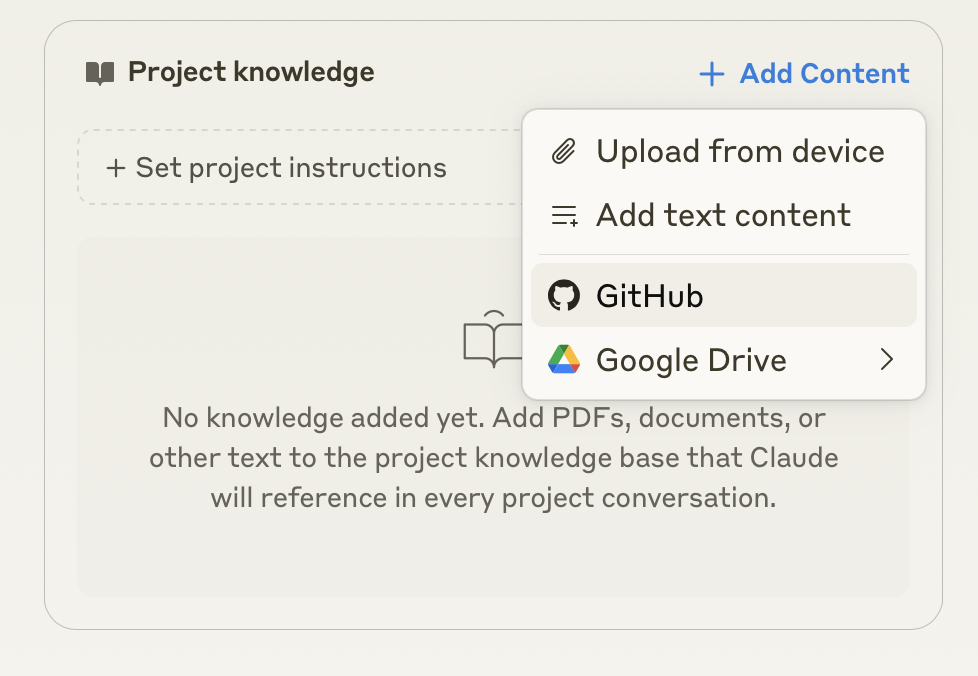 Project knowledge
+ Add Content
+ Set project instructions
Upload from device
Add text content
GitHub
Google Drive
No knowledge added yet. Add PDFs, documents, or
other text to the project knowledge base that Claude
will reference in every project conversation.